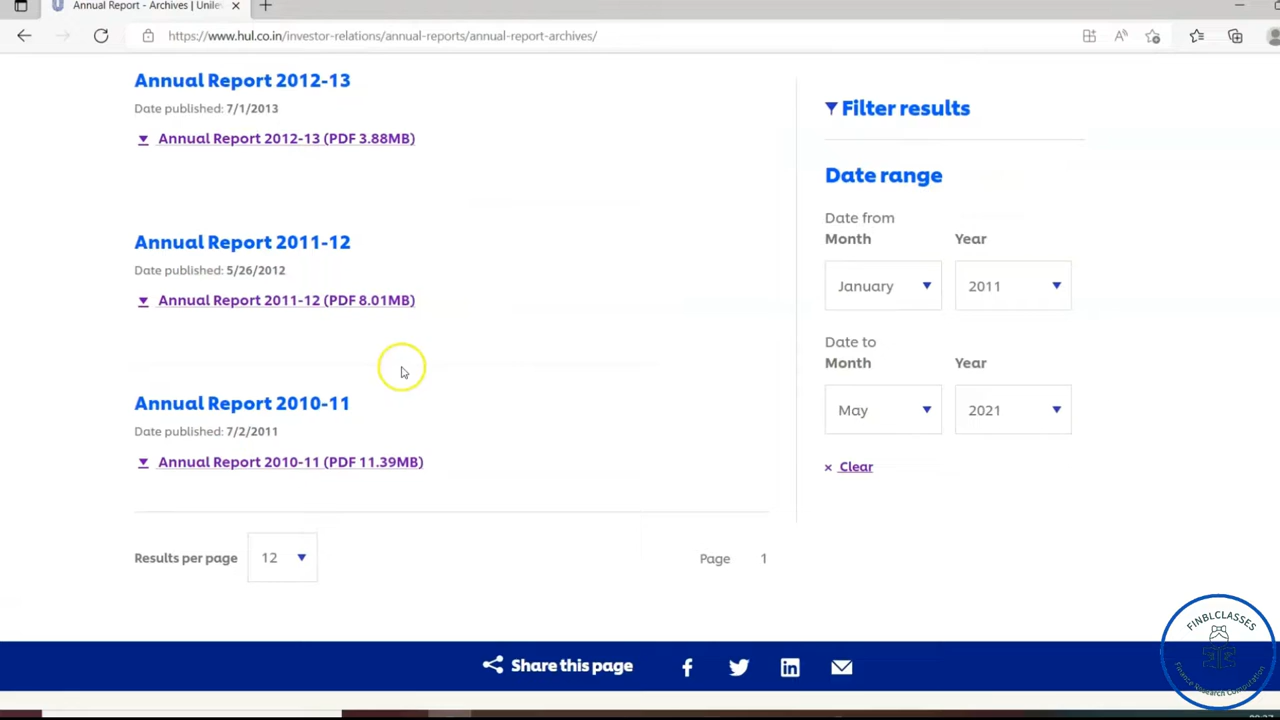 Annual Report - Archives | Unile
https://www.hul.co.in/investor-relations/annual-reports/annual-report-archives/
Annual Report 2012-13
Date published: 7/1/2013
Annual Report 2012-13 (PDF 3.88MB)
Annual Report 2011-12
Date published: 5/26/2012
Annual Report 2011-12 (PDF 8.01MB)
Annual Report 2010-11
Date published: 7/2/2011
Annual Report 2010-11 (PDF 11.39MB)
Results per page 12
Page 1
Filter results
Date range
Date from
Month Year
January 2011
Date to
Month Year
May 2021
× Clear
Share this page
FINBLCLASSES
Finance Research Computation